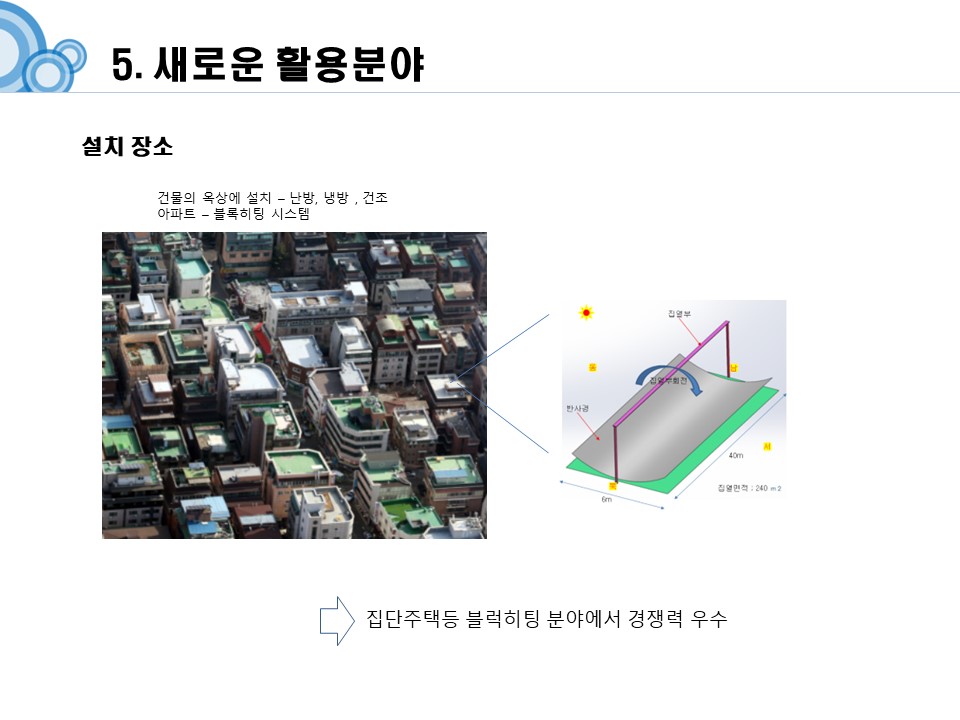 5. 새로운 활용분야
설치 장소
건물의 옥상에 설치 – 난방, 냉방 , 건조
아파트 – 블록히팅 시스템
집열부
동
남
집열부회전
반사경
서
40m
북
집열면적 : 240 m2
6m
집단주택등 블럭히팅 분야에서 경쟁력 우수